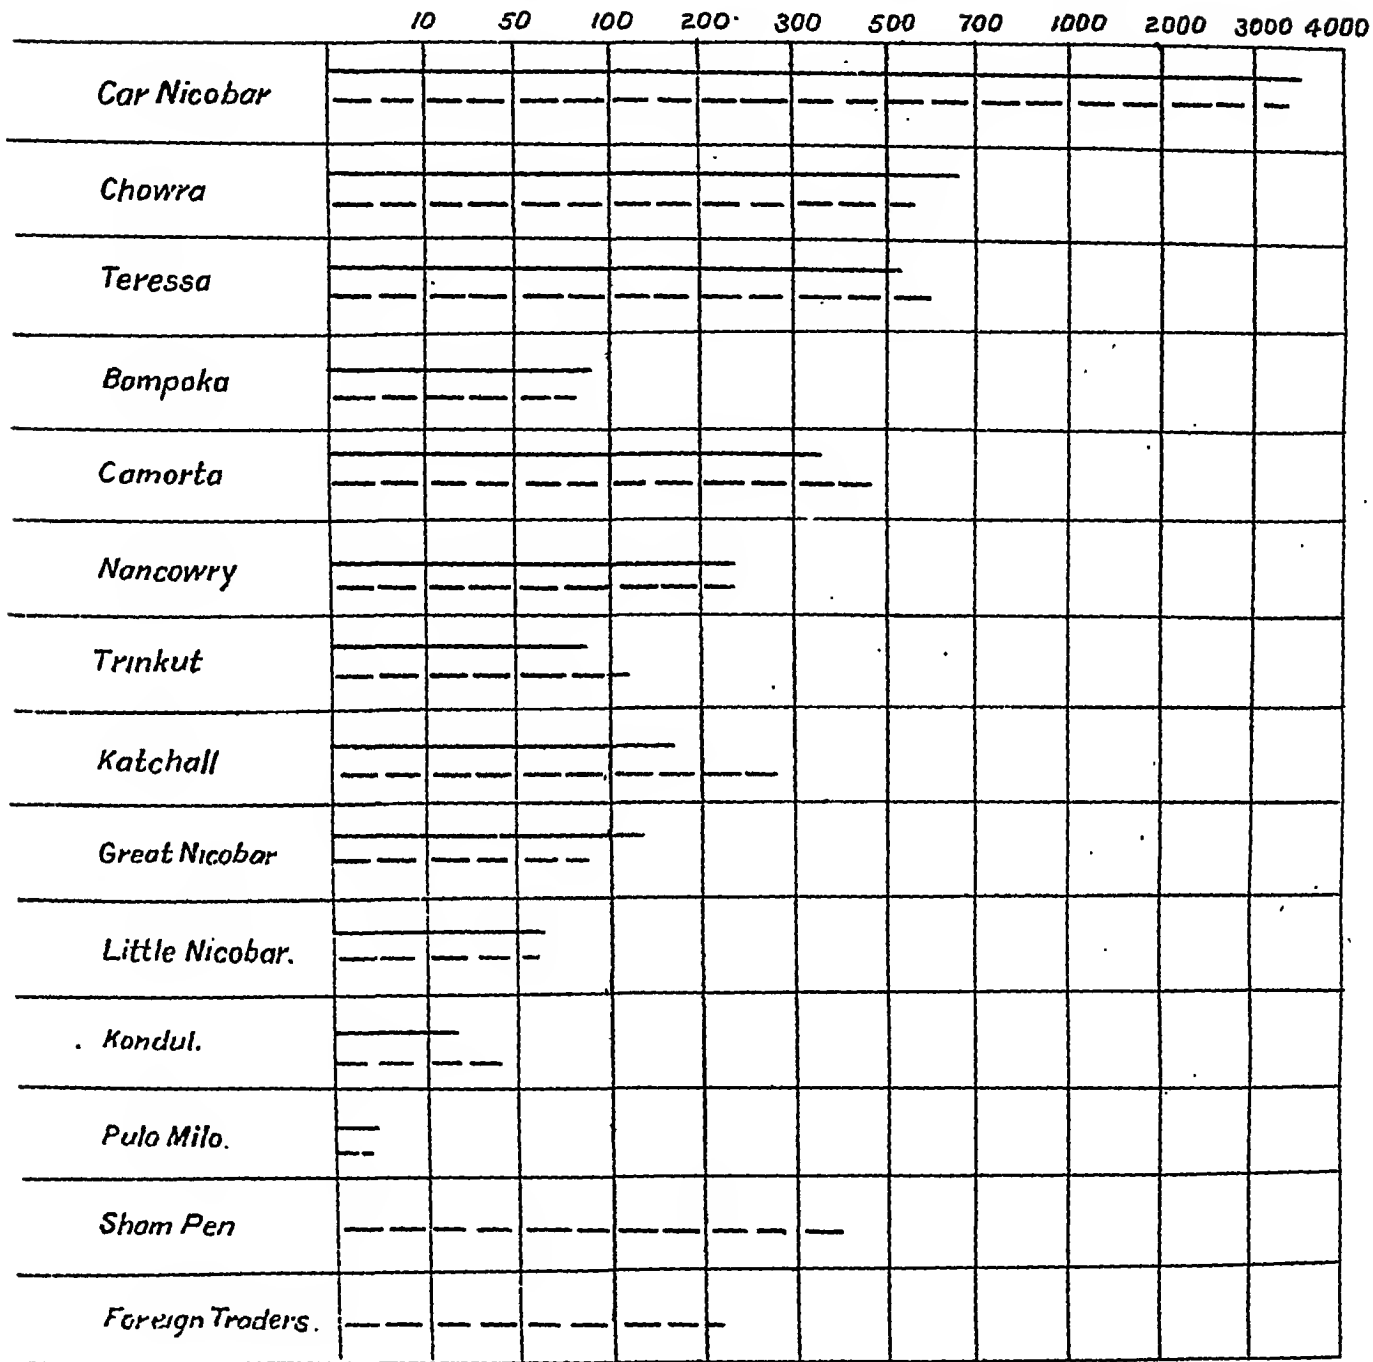 10 50 100 200 300 500 700 1000 2000 3000 4000
Car Nicobar
Chowra
Teressa
Bompoka
Camorta
Nancowry
Trinkut
Katchall
Great Nicobar
Little Nicobar.
Kondul.
Pulo Milo.
Shom Pen
Foreign Traders.